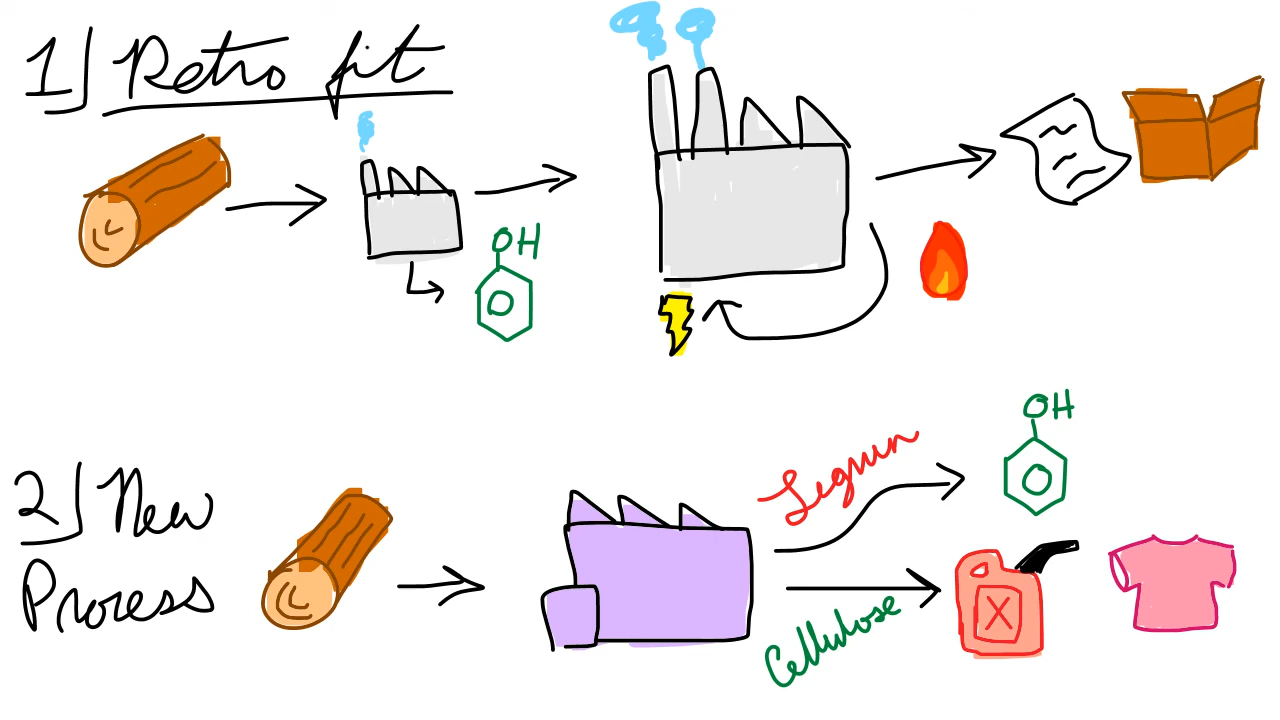 1) Retro fit
OH
OH
2) New
Process
Lignin
Cellulose
X